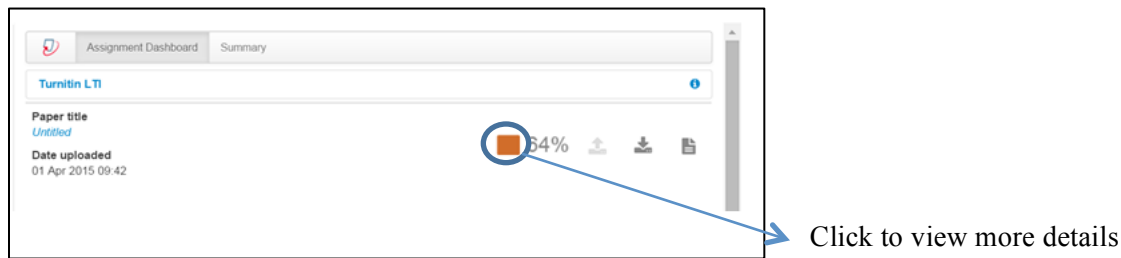 Assignment Dashboard Summary
Turnitin LTI
Paper title
Untitled
64%
Date uploaded
01 Apr 2015 09:42
Click to view more details